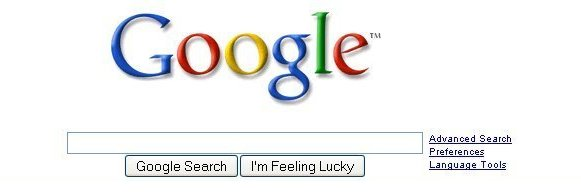 Google™
Advanced Search
Preferences
Language Tools
Google Search I'm Feeling Lucky